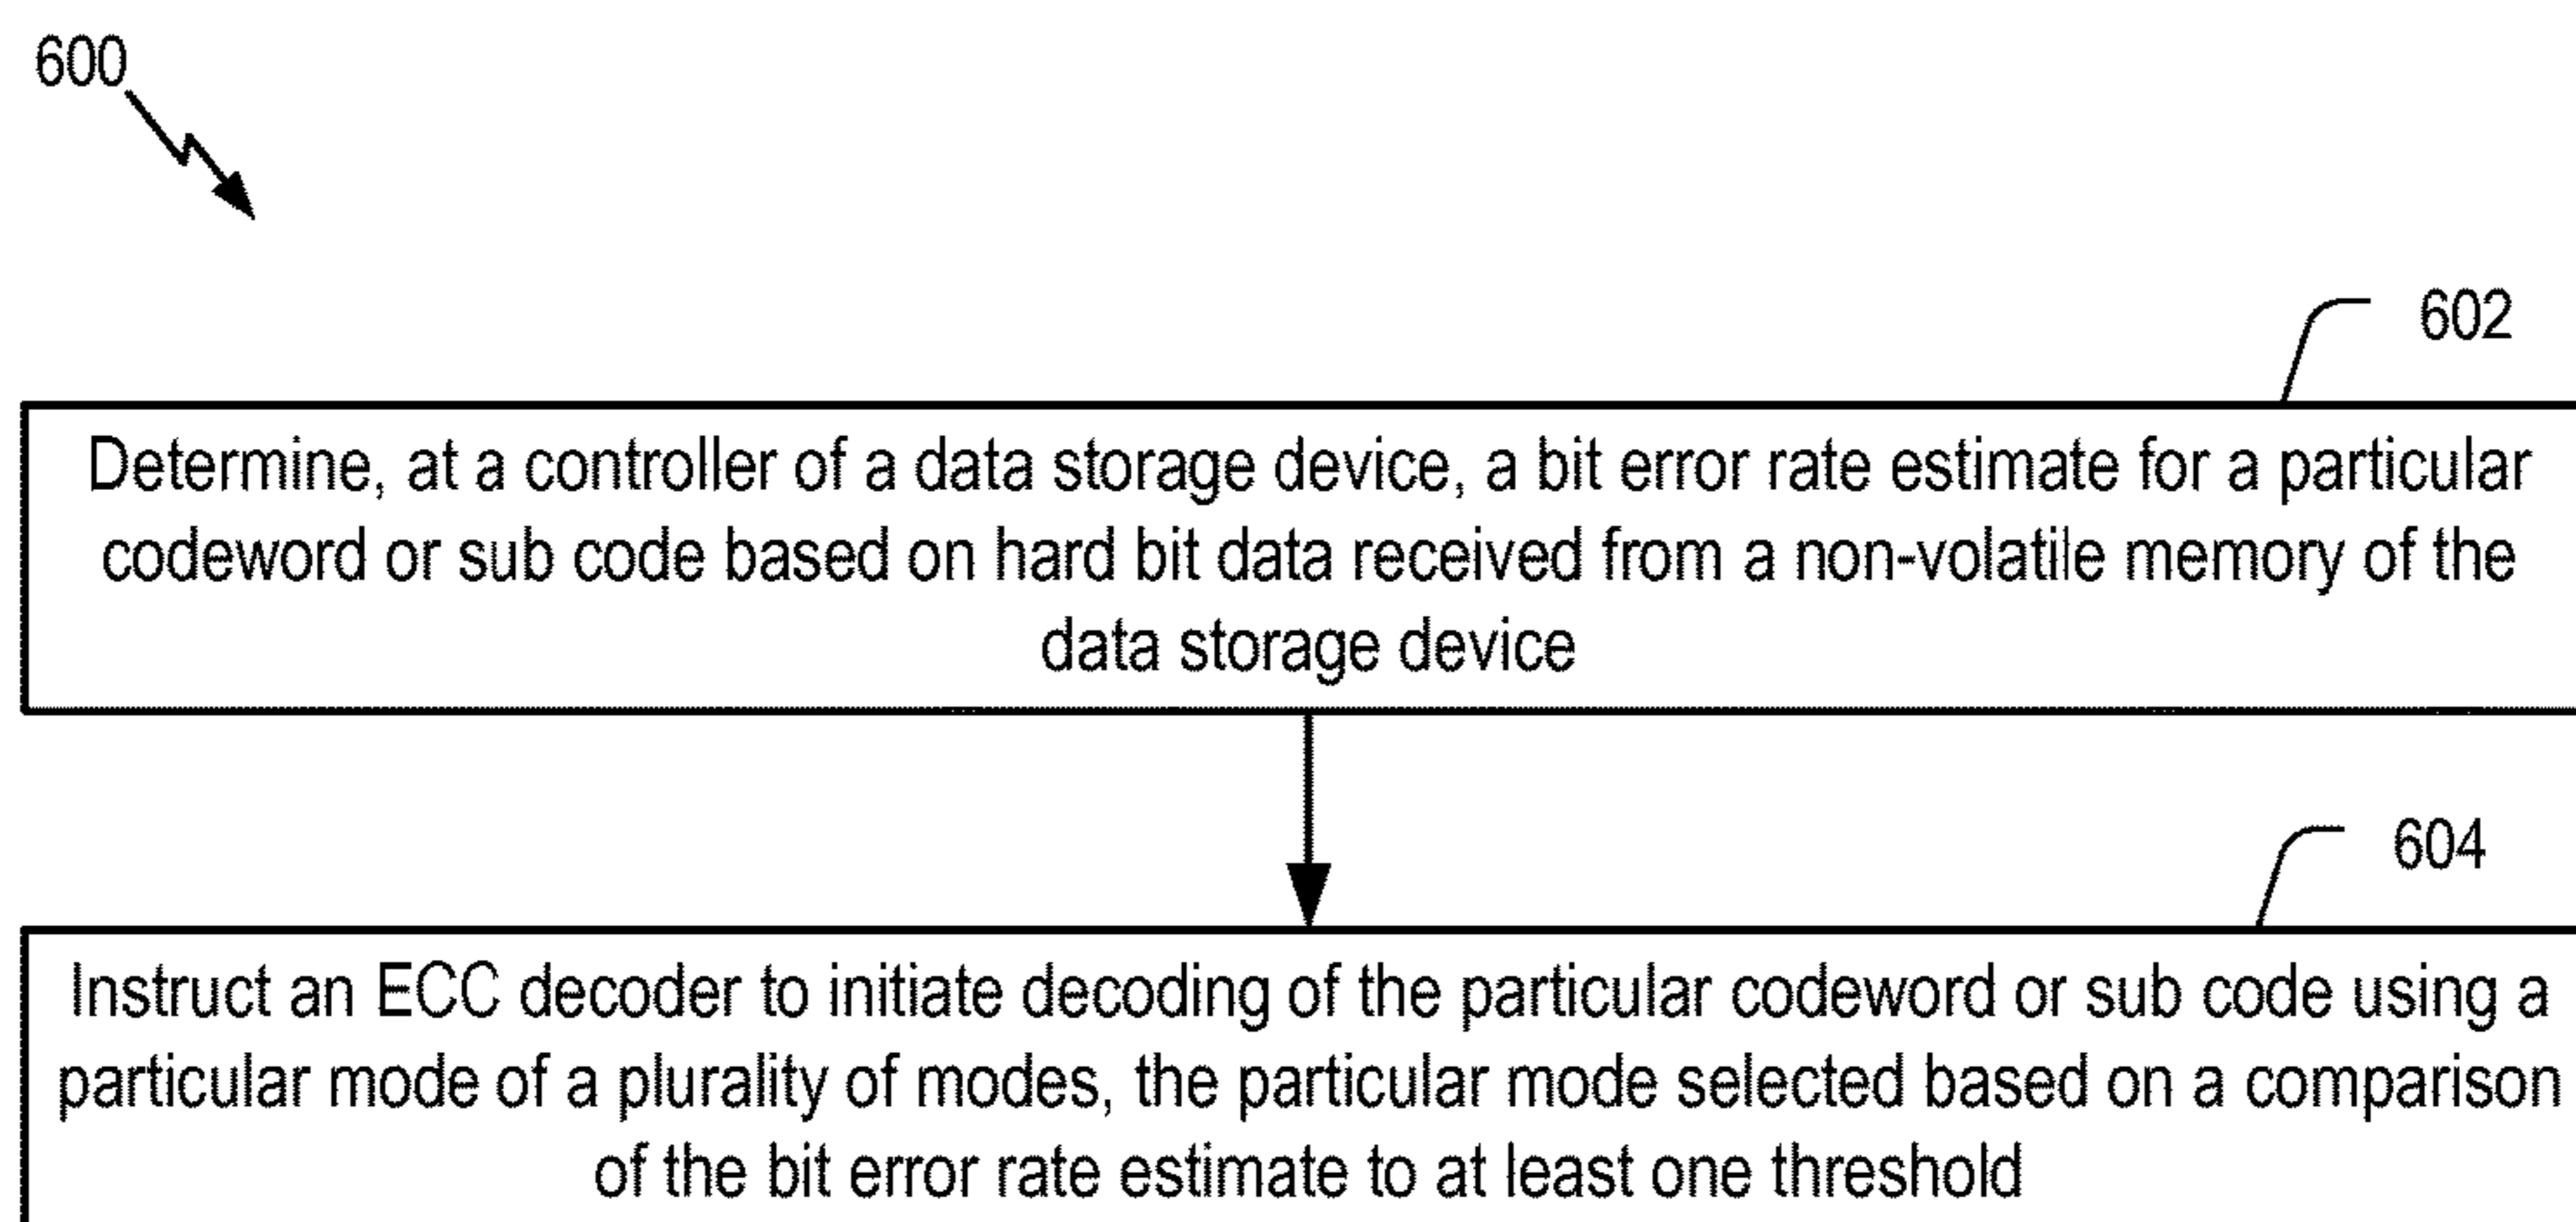 600
602
Determine, at a controller of a data storage device, a bit error rate estimate for a particular
codeword or sub code based on hard bit data received from a non-volatile memory of the
data storage device
604
Instruct an ECC decoder to initiate decoding of the particular codeword or sub code using a
particular mode of a plurality of modes, the particular mode selected based on a comparison
of the bit error rate estimate to at least one threshold